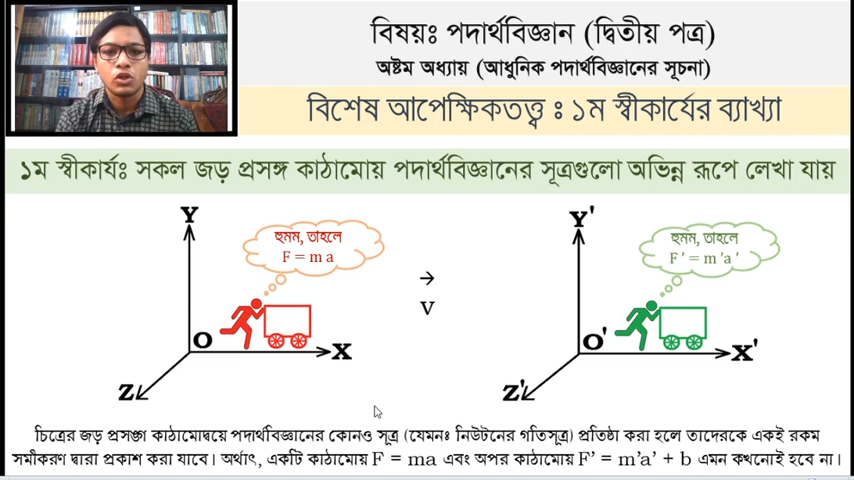 বিষয়ঃ পদার্থবিজ্ঞান (দ্বিতীয় পত্র)
অষ্টম অধ্যায় (আধুনিক পদার্থবিজ্ঞানের সূচনা)
বিশেষ আপেক্ষিকতত্ত্ব ঃ ১ম স্বীকার্যের ব্যাখ্যা
১ম স্বীকার্যঃ সকল জড় প্রসঙ্গ কাঠামোয় পদার্থবিজ্ঞানের সূত্রগুলো অভিন্ন রূপে লেখা যায়
Y
হুমম, তাহলে
F = m a
O
X
Z
→
v
Y'
হুমম, তাহলে
F ' = m 'a '
O'
X'
Z'
চিত্রের জড় প্রসঙ্গ কাঠামোদ্বয়ে পদার্থবিজ্ঞানের কোনও সূত্র (যেমনঃ নিউটনের গতিসূত্র) প্রতিষ্ঠা করা হলে তাদেরকে একই রকম
সমীকরণ দ্বারা প্রকাশ করা যাবে। অর্থাৎ, একটি কাঠামোয় F = ma এবং অপর কাঠামোয় F' = m'a' + b এমন কখনোই হবে না।